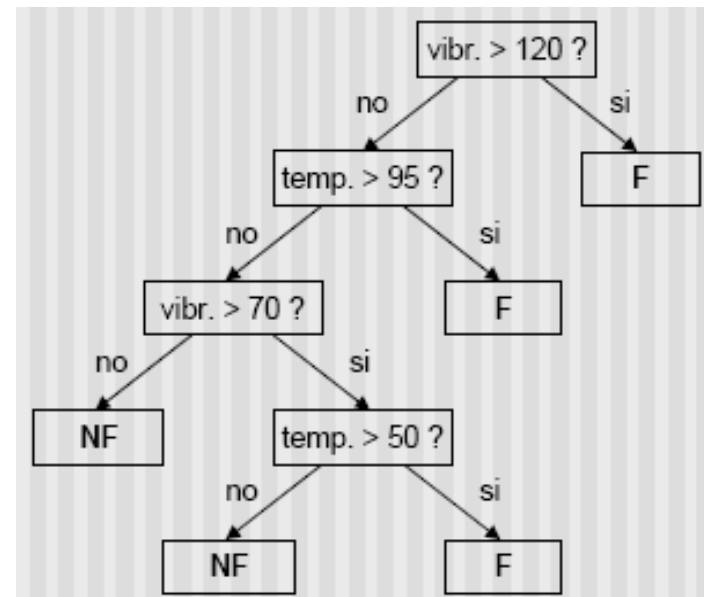 vibr. > 120 ?
no
si
temp. > 95 ?
F
no
si
vibr. > 70 ?
F
no
si
NF
temp. > 50 ?
no
si
NF
F